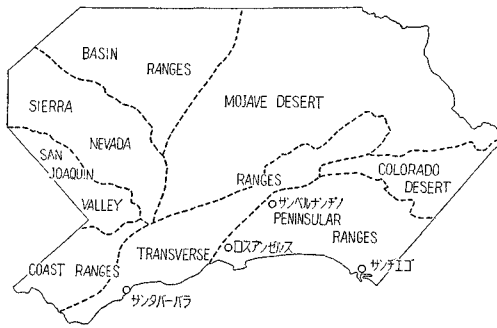 BASIN
RANGES
MOJAVE DESERT
SIERRA
NEVADA
SAN
JOAQUIN
VALLEY
RANGES
COLORADO
DESERT
サンベルナンチノ
PENINSULAR
RANGES
TRANSVERSE
ロスアンゼルス
COAST RANGES
サンチエゴ
サンタバーバラ